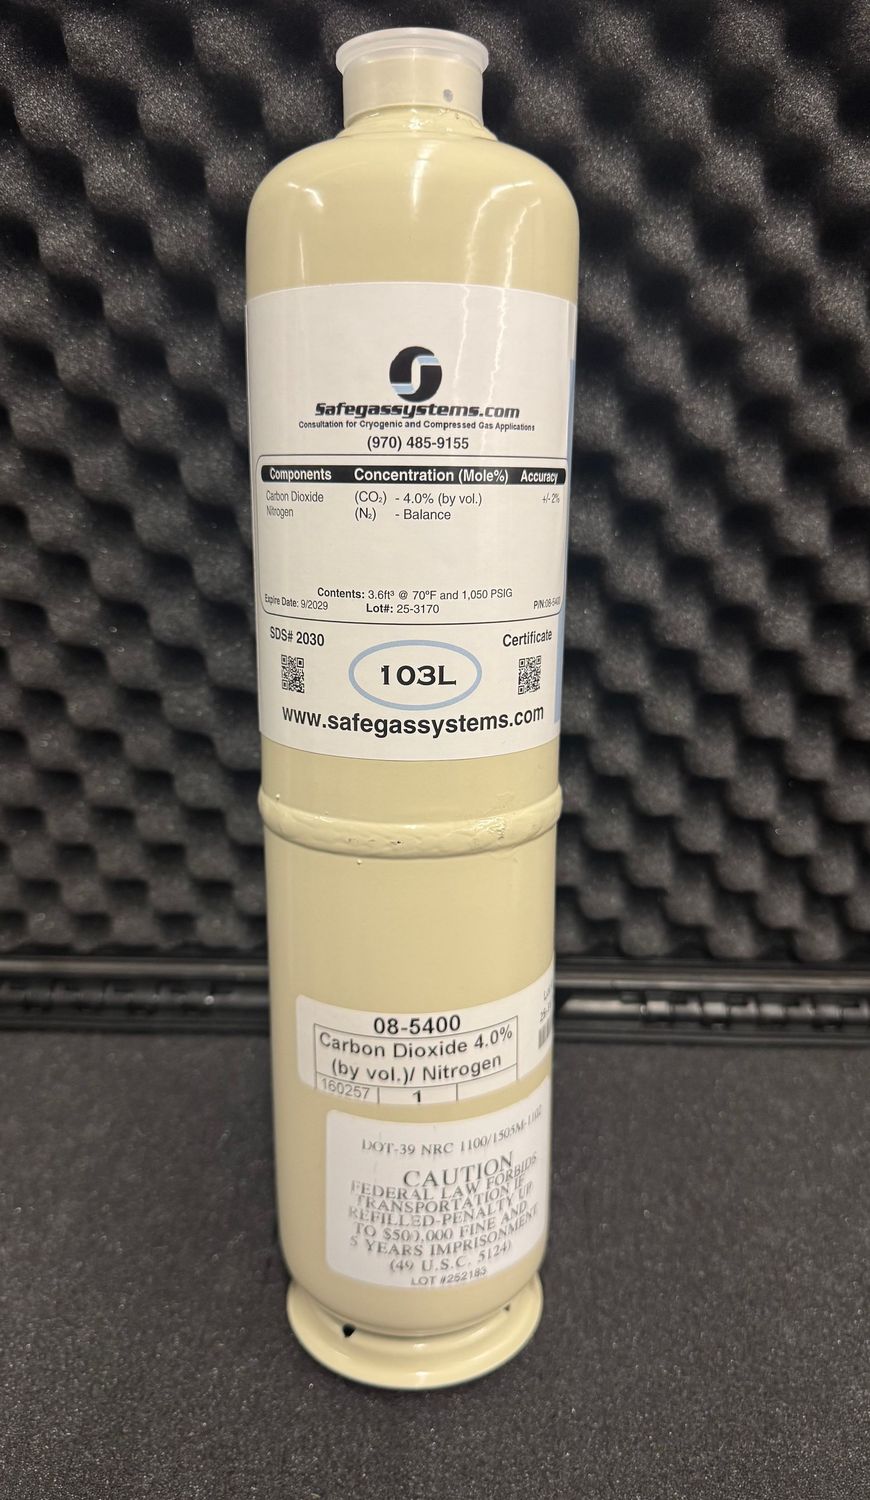 Safegassystems.com
Consultation for Cryogenic and Compressed Gas Applications
(970) 485-9155
Components Concentration (Mole%) Accuracy
Carbon Dioxide (CO₂) - 4.0% (by vol.) +/- 2%
Nitrogen (N₂) - Balance
Contents: 3.6ft³ @ 70ºF and 1,050 PSIG
Expire Date: 9/2029 Lot#: 25-3170 P/N:08-5400
SDS# 2030 Certificate
103L
www.safegassystems.com
08-5400
Carbon Dioxide 4.0%
(by vol.)/ Nitrogen
160257 1
DOT-39 NRC 1100/1505M-1102
CAUTION
FEDERAL LAW FORBIDS
TRANSPORTATION IF
REFILLED-PENALTY UP
TO $500,000 FINE AND
5 YEARS IMPRISONMENT
(49 U.S.C. 5124)
LOT #252183